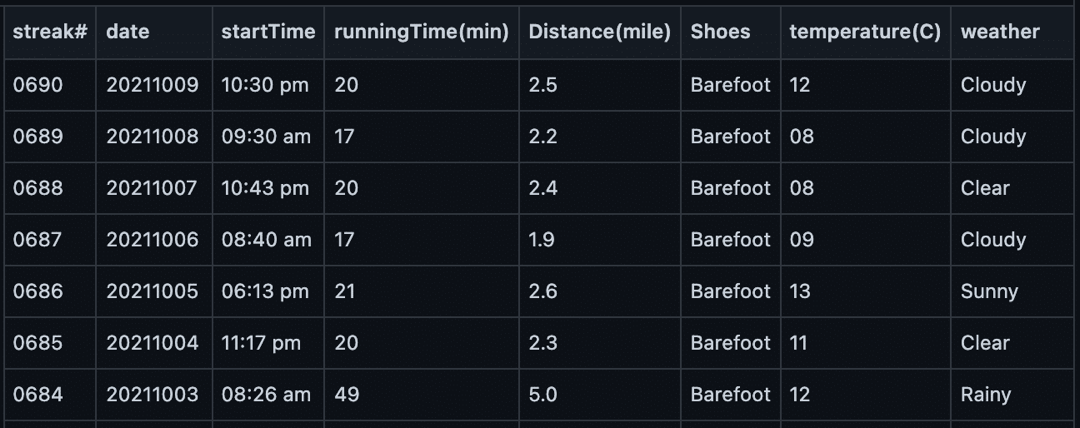 streak# date startTime runningTime(min) Distance(mile) Shoes temperature(C) weather
0690 20211009 10:30 pm 20 2.5 Barefoot 12 Cloudy
0689 20211008 09:30 am 17 2.2 Barefoot 08 Cloudy
0688 20211007 10:43 pm 20 2.4 Barefoot 08 Clear
0687 20211006 08:40 am 17 1.9 Barefoot 09 Cloudy
0686 20211005 06:13 pm 21 2.6 Barefoot 13 Sunny
0685 20211004 11:17 pm 20 2.3 Barefoot 11 Clear
0684 20211003 08:26 am 49 5.0 Barefoot 12 Rainy